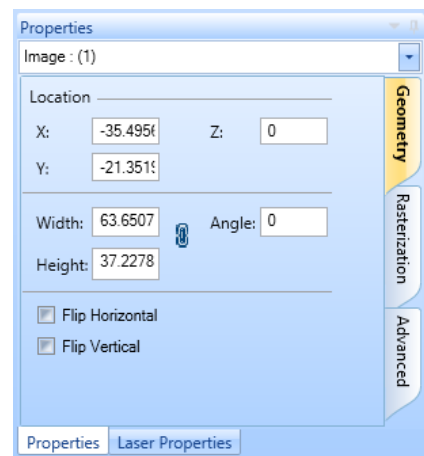 Properties
Image : (1)
Location
X: -35.4956 Z: 0
Y: -21.3519
Width: 63.6507 Angle: 0
Height: 37.2278
Flip Horizontal
Flip Vertical
Geometry
Rasterization
Advanced
Properties Laser Properties